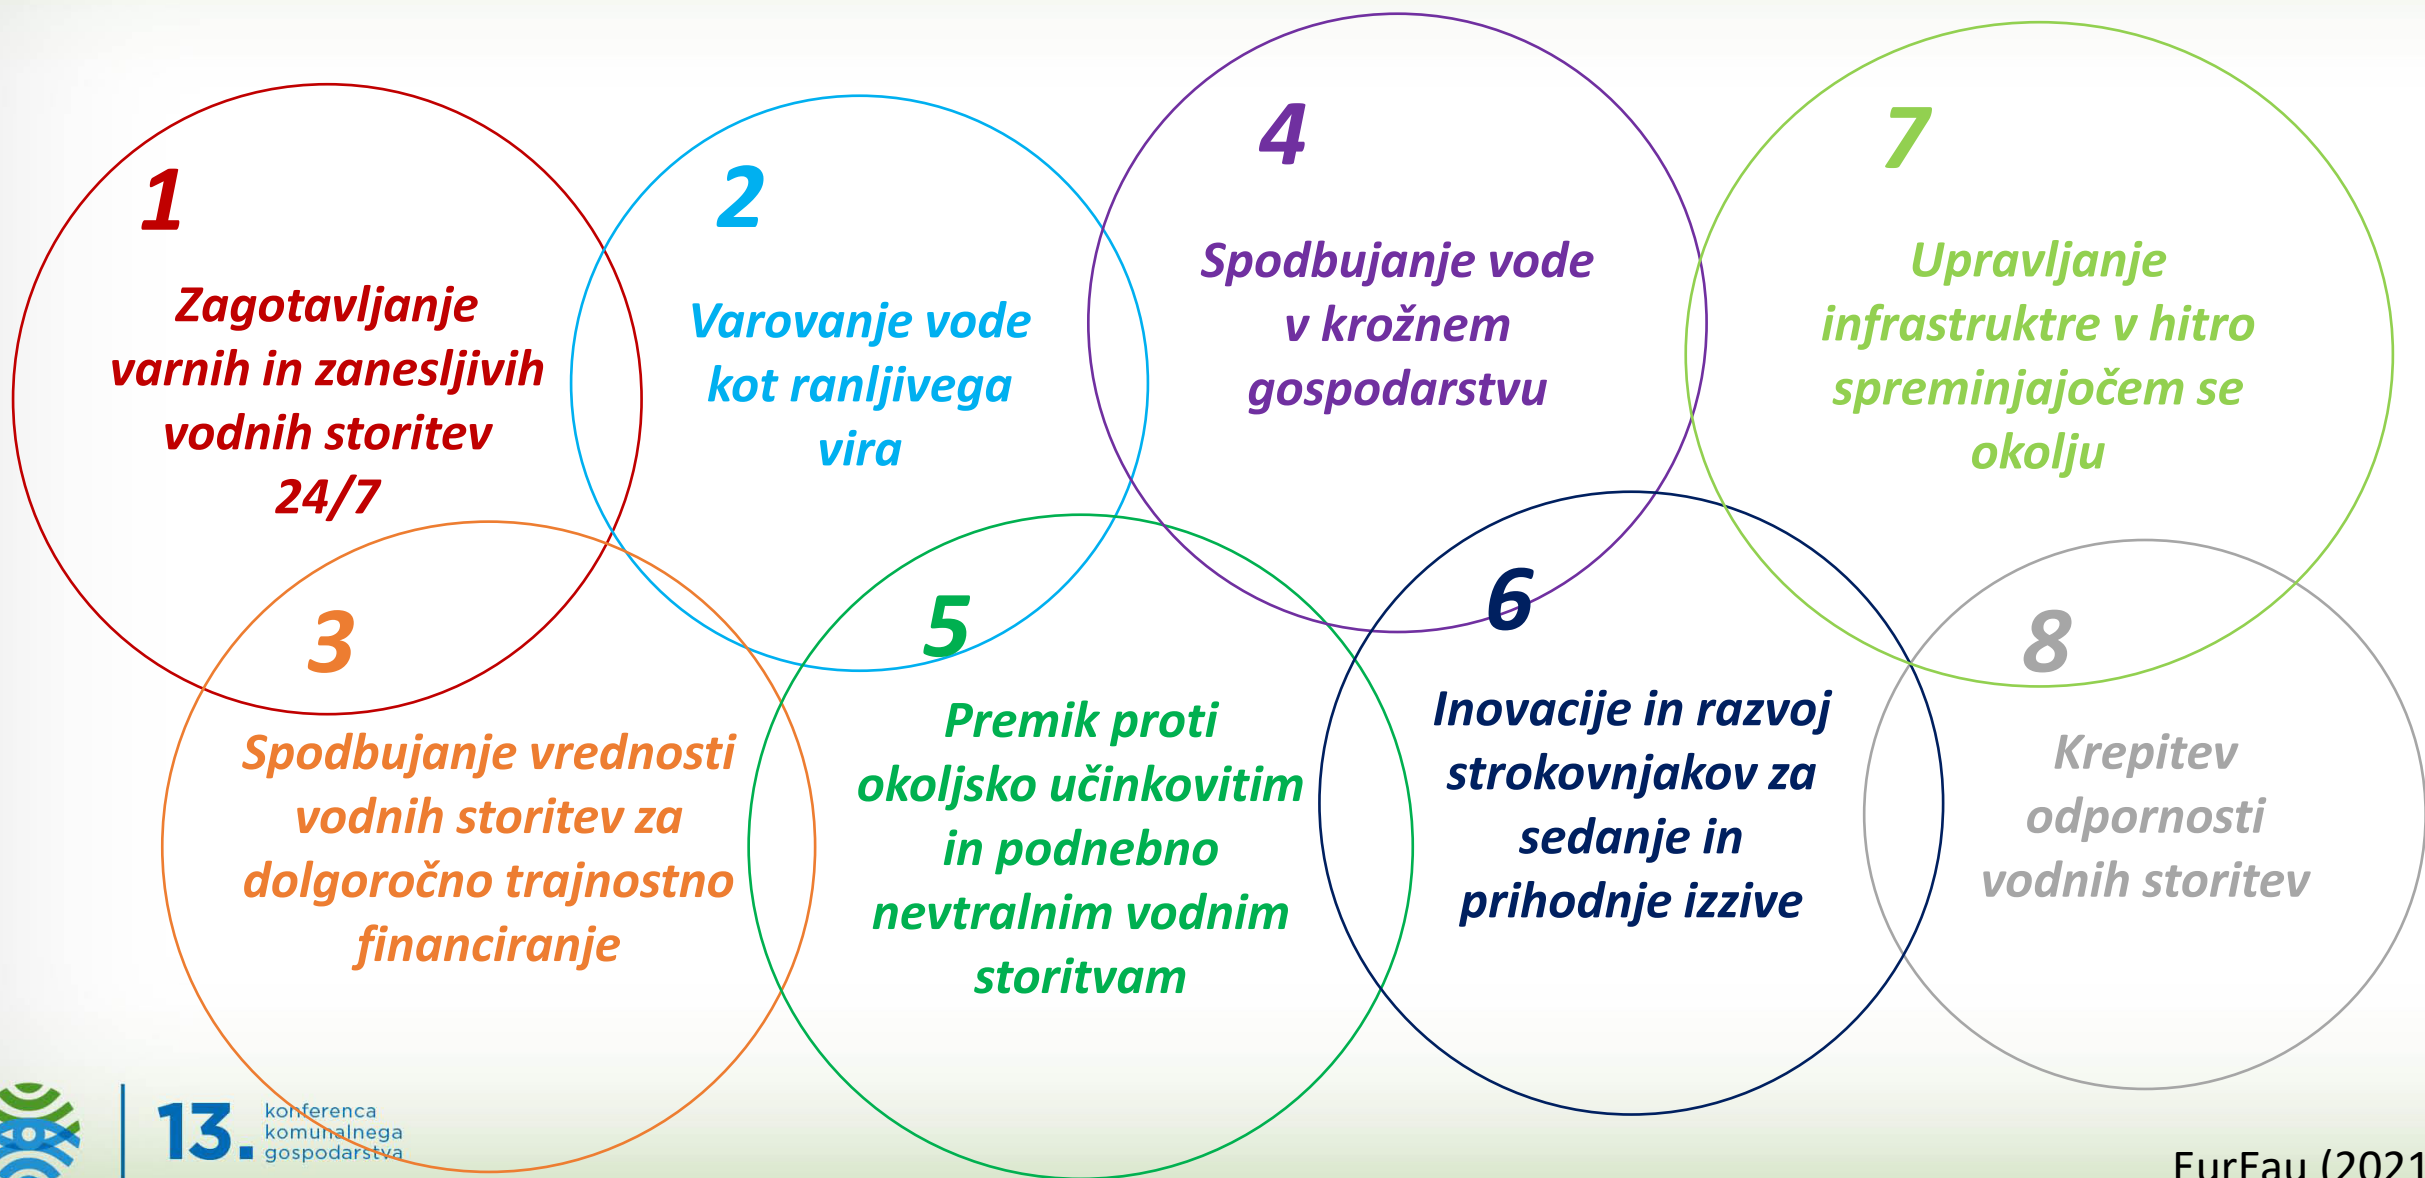 1
Zagotavljanje
varnih in zanesljivih
vodnih storitev
24/7
2
Varovanje vode
kot ranljivega
vira
3
Spodbujanje vrednosti
vodnih storitev za
dolgoročno trajnostno
financiranje
4
Spodbujanje vode
v krožnem
gospodarstvu
5
Premik proti
okoljsko učinkovitim
in podnebno
nevtralnim vodnim
storitvam
6
Inovacije in razvoj
strokovnjakov za
sedanje in
prihodnje izzive
7
Upravljanje
infrastruktre v hitro
spreminjajočem se
okolju
8
Krepitev
odpornosti
vodnih storitev
13. konferenca
komunalnega
gospodarstva
EurEau (2021